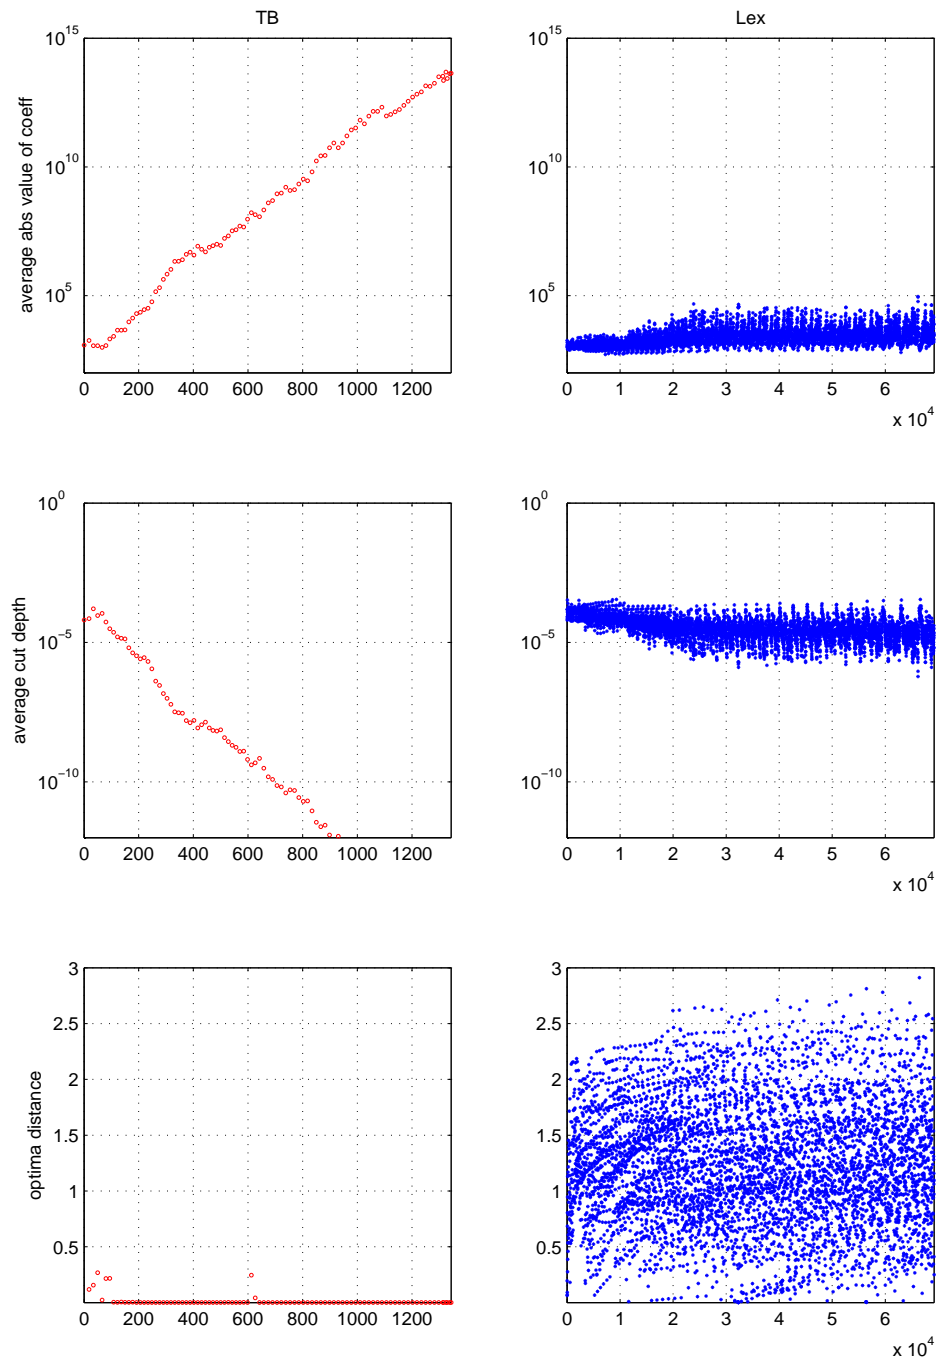 TB
10^15
10^10
10^5
average abs value of coeff
0 200 400 600 800 1000 1200
Lex
10^15
10^10
10^5
0 1 2 3 4 5 6
x 10^4
10^0
10^−5
10^−10
average cut depth
0 200 400 600 800 1000 1200
10^0
10^−5
10^−10
0 1 2 3 4 5 6
x 10^4
3
2.5
2
1.5
1
0.5
optima distance
0 200 400 600 800 1000 1200
3
2.5
2
1.5
1
0.5
0 1 2 3 4 5 6
x 10^4